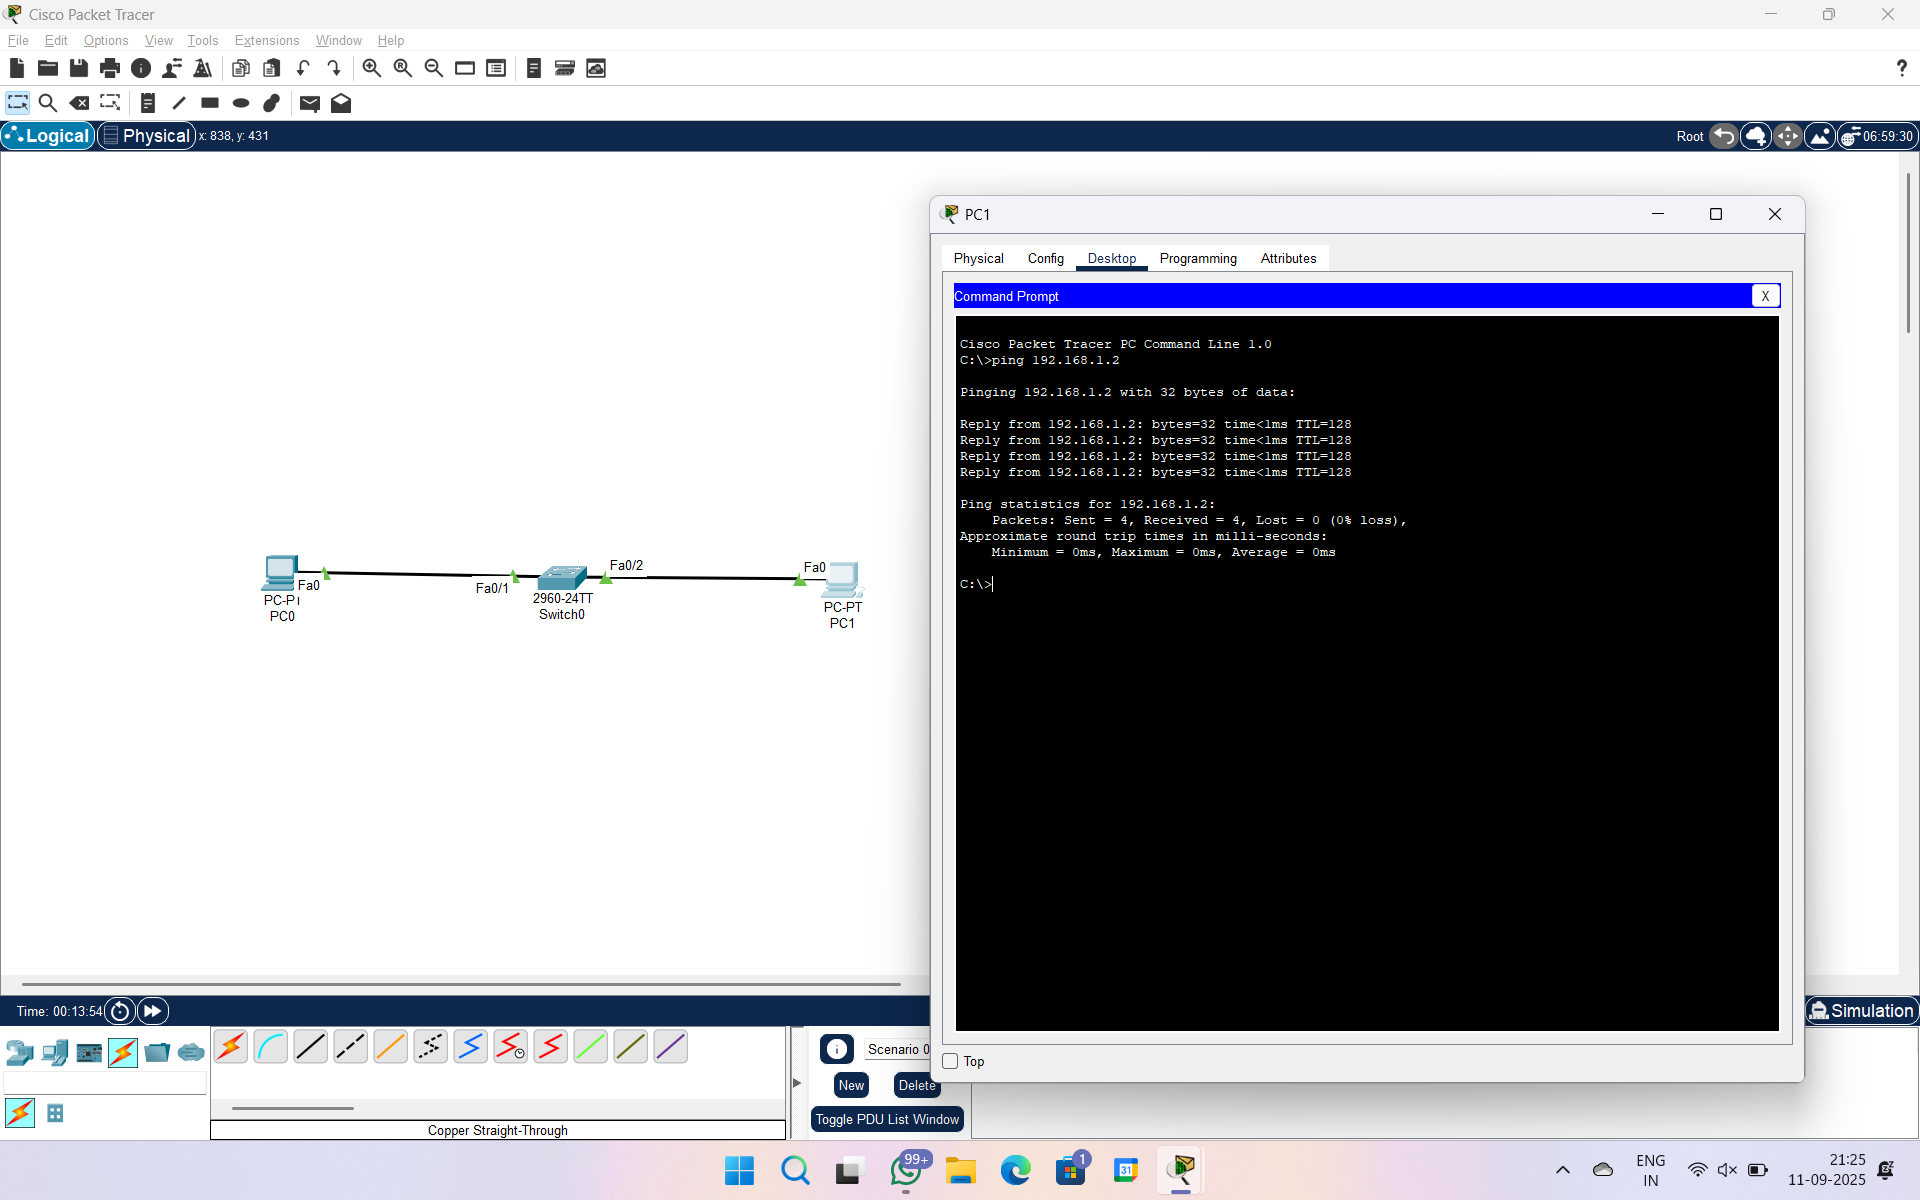 Cisco Packet Tracer
File Edit Options View Tools Extensions Window Help
?
Logical Physical x: 838, y: 431
Root 06:59:30
PC1
Physical Config Desktop Programming Attributes
Command Prompt X
Cisco Packet Tracer PC Command Line 1.0
C:\>ping 192.168.1.2
Pinging 192.168.1.2 with 32 bytes of data:
Reply from 192.168.1.2: bytes=32 time<1ms TTL=128
Reply from 192.168.1.2: bytes=32 time<1ms TTL=128
Reply from 192.168.1.2: bytes=32 time<1ms TTL=128
Reply from 192.168.1.2: bytes=32 time<1ms TTL=128
Ping statistics for 192.168.1.2:
Packets: Sent = 4, Received = 4, Lost = 0 (0% loss),
Approximate round trip times in milli-seconds:
Minimum = 0ms, Maximum = 0ms, Average = 0ms
C:\>
Fa0
PC-P
PC0
Fa0/1
Fa0/2
2960-24TT
Switch0
Fa0
PC-PT
PC1
Top
Time: 00:13:54
Simulation
Scenario 0
New Delete
Toggle PDU List Window
Copper Straight-Through
99+
1
31
ENG
IN
21:25
11-09-2025